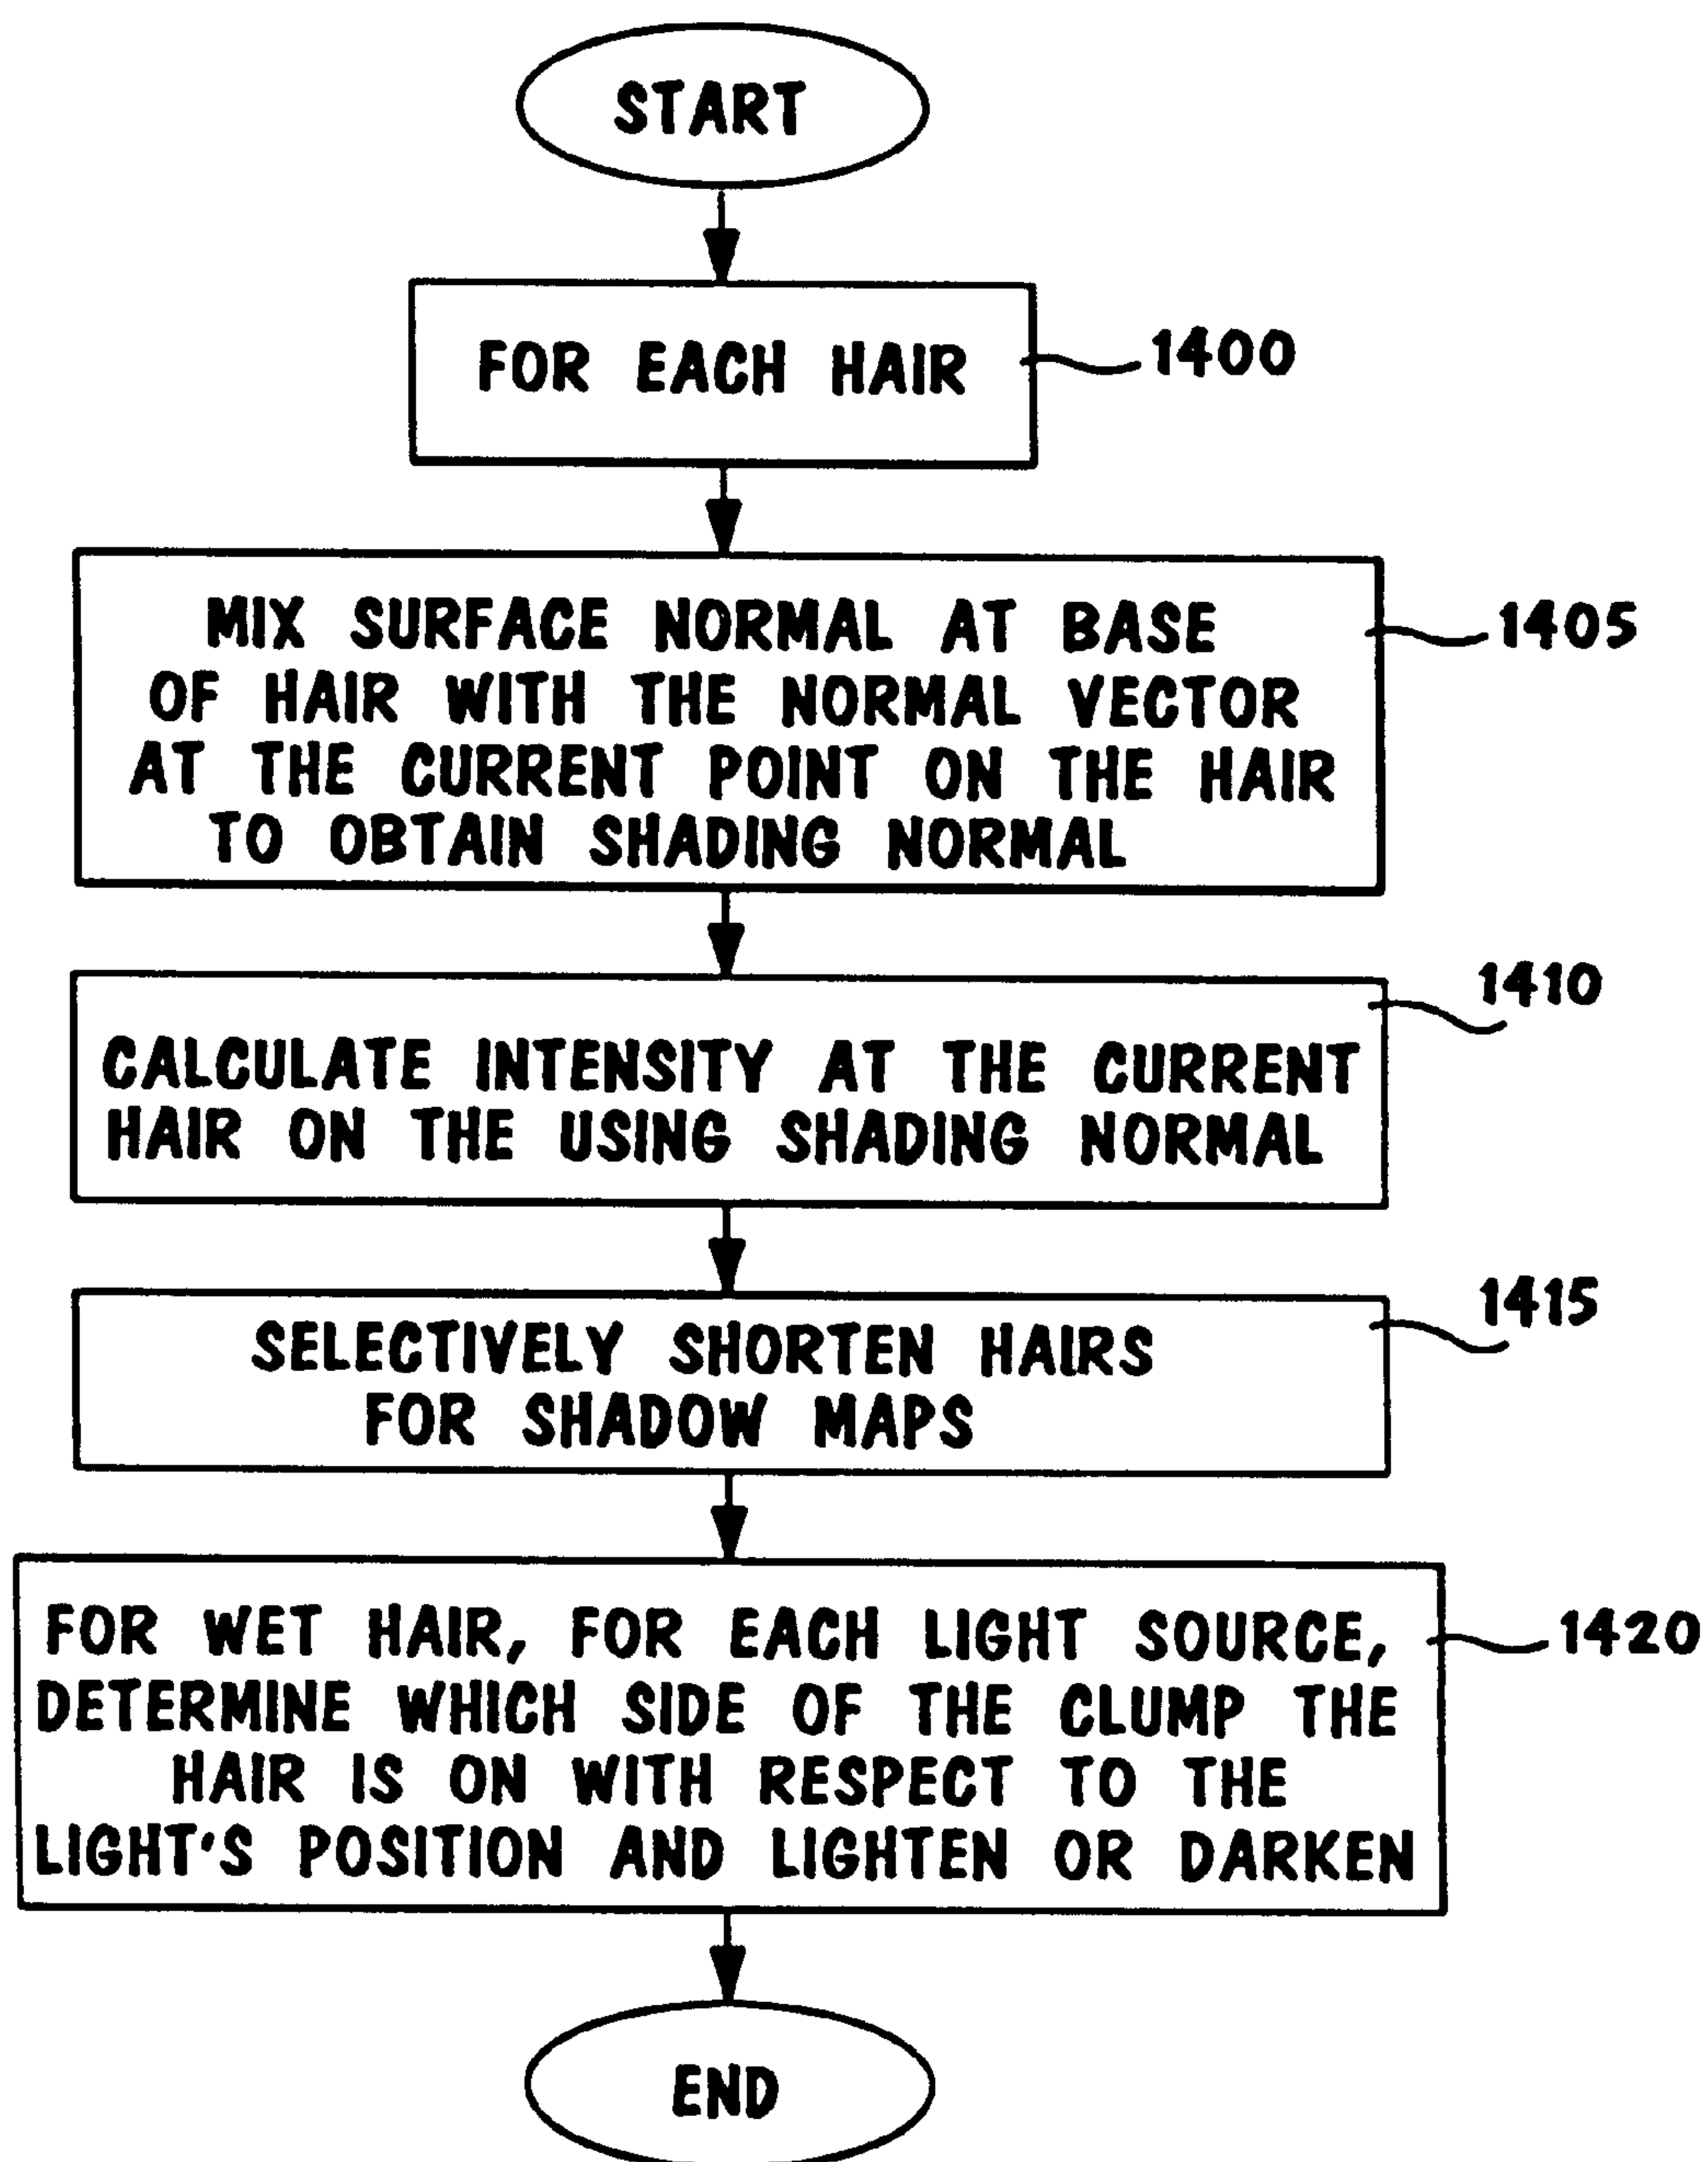 START
FOR EACH HAIR
1400
MIX SURFACE NORMAL AT BASE
OF HAIR WITH THE NORMAL VECTOR
AT THE CURRENT POINT ON THE HAIR
TO OBTAIN SHADING NORMAL
1405
CALCULATE INTENSITY AT THE CURRENT
HAIR ON THE USING SHADING NORMAL
1410
SELECTIVELY SHORTEN HAIRS
FOR SHADOW MAPS
1415
FOR WET HAIR, FOR EACH LIGHT SOURCE,
DETERMINE WHICH SIDE OF THE CLUMP THE
HAIR IS ON WITH RESPECT TO THE
LIGHT'S POSITION AND LIGHTEN OR DARKEN
1420
END